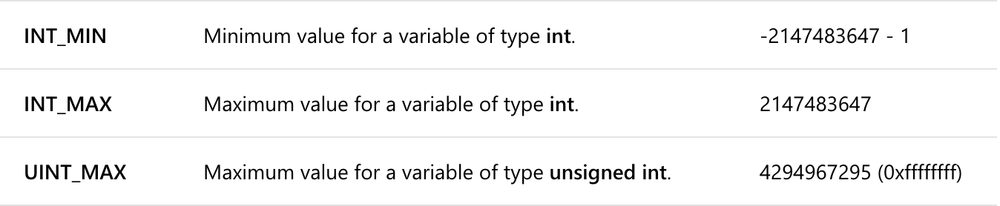 INT_MIN Minimum value for a variable of type int. -2147483647 - 1
INT_MAX Maximum value for a variable of type int. 2147483647
UINT_MAX Maximum value for a variable of type unsigned int. 4294967295 (0xffffffff)